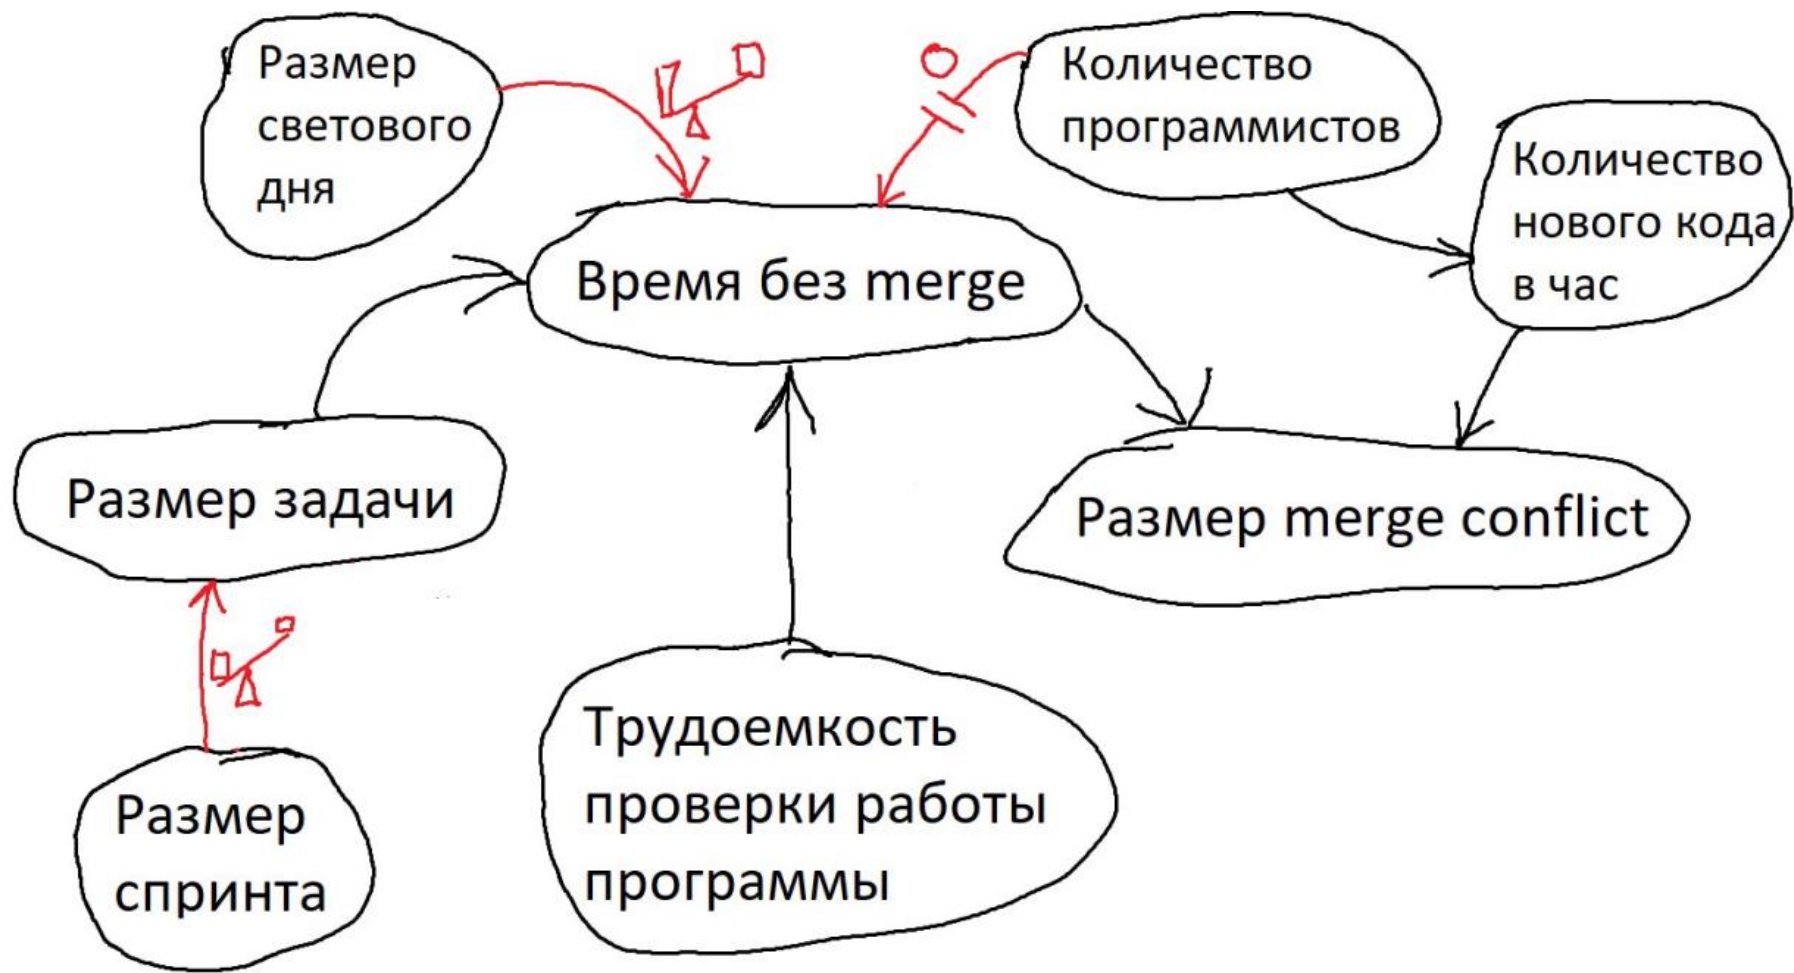 Размер
светового
дня
Количество
программистов
Количество
нового кода
в час
Время без merge
Размер задачи
Размер merge conflict
Размер
спринта
Трудоемкость
проверки работы
программы